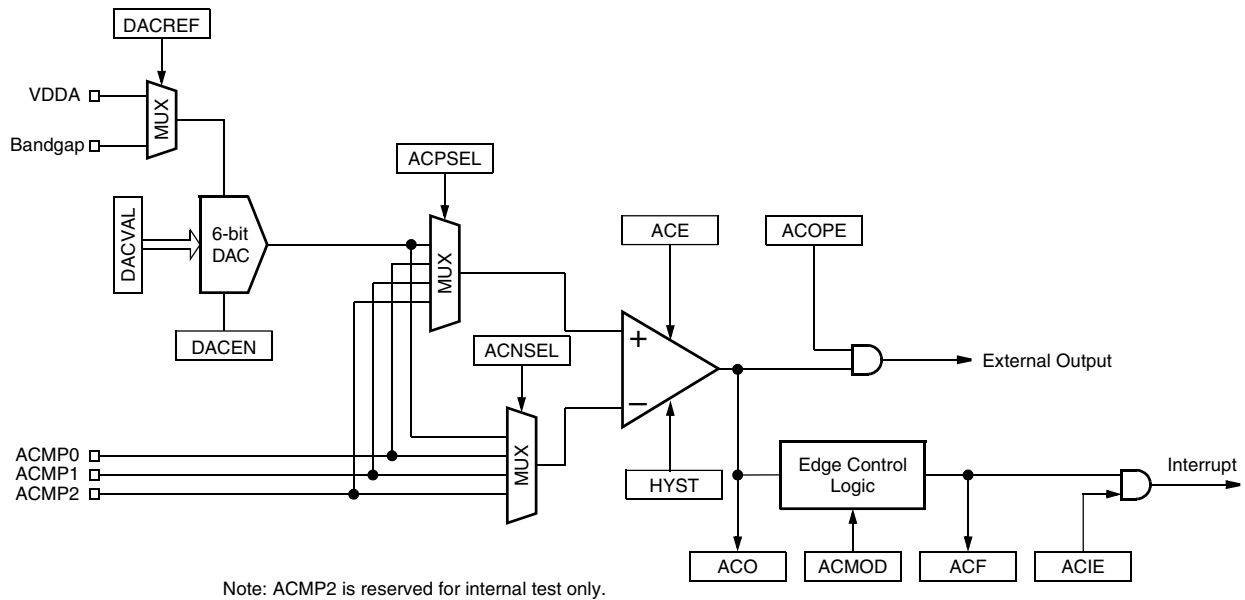 DACREF
VDDA
MUX
Bandgap
ACPSEL
DACVAL
6-bit
DAC
MUX
ACE
ACOPE
DACEN
ACNSEL
+
External Output
−
MUX
ACMP0
ACMP1
ACMP2
HYST
Edge Control
Logic
Interrupt
ACO
ACMOD
ACF
ACIE
Note: ACMP2 is reserved for internal test only.